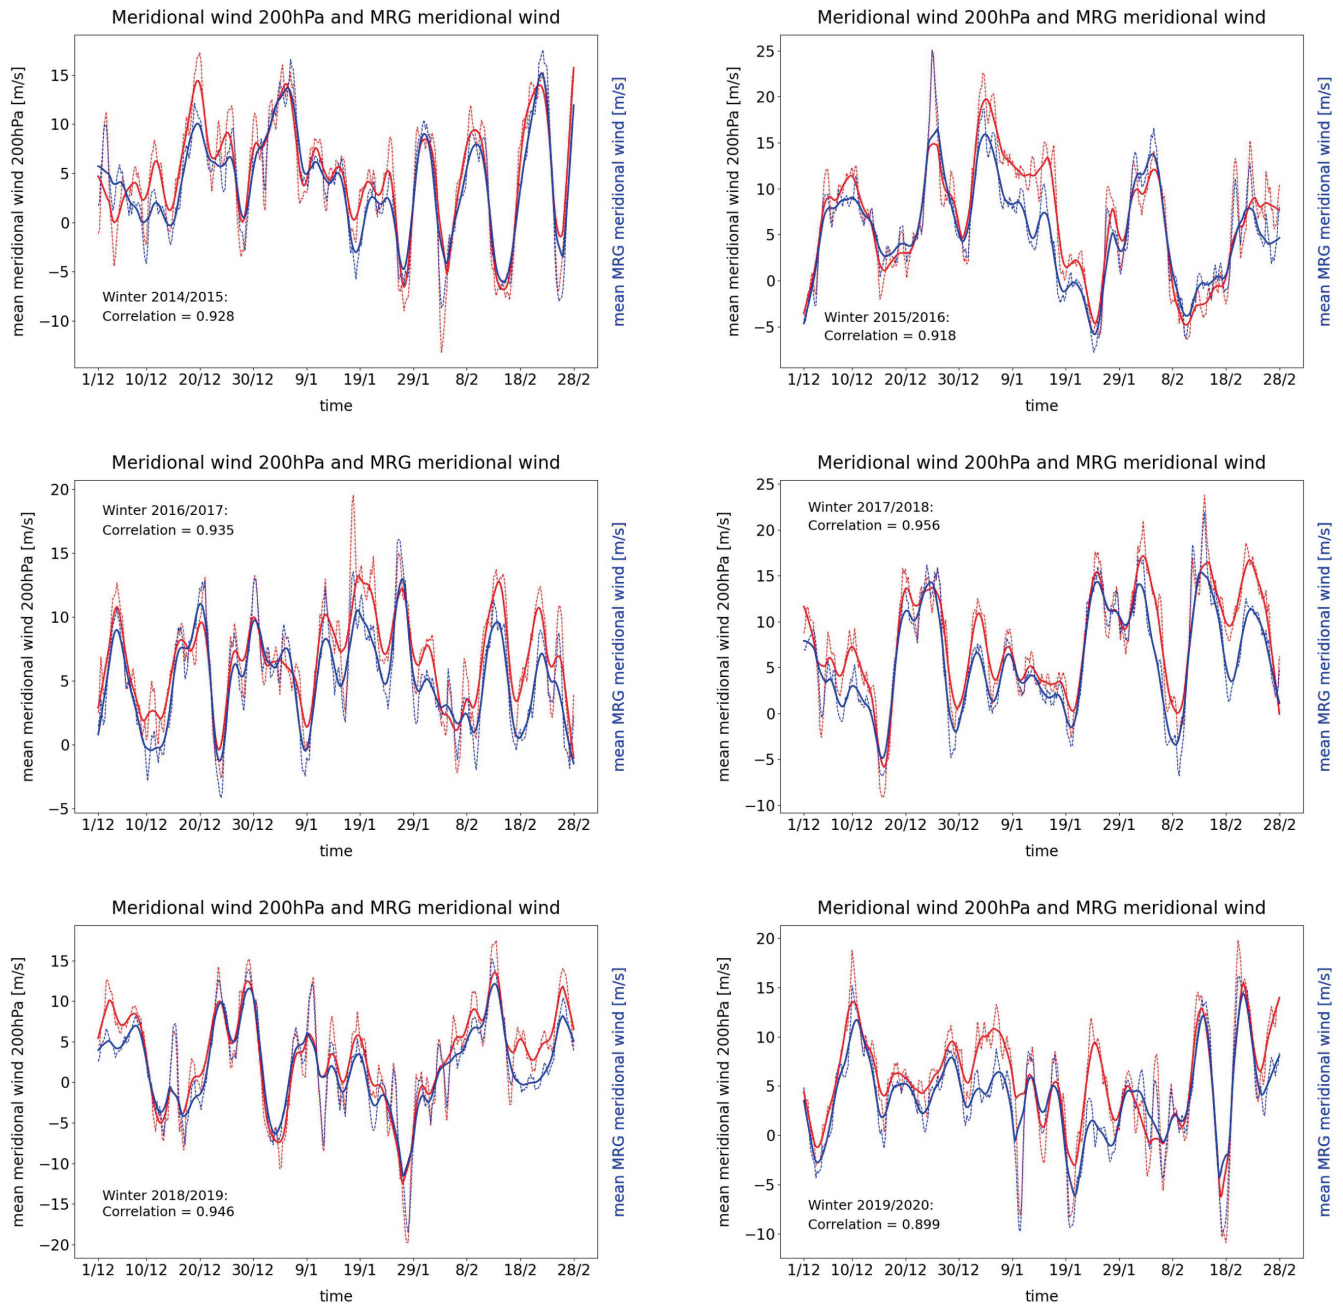 Meridional wind 200hPa and MRG meridional wind
mean meridional wind 200hPa [m/s]
15
10
5
0
−5
−10
Winter 2014/2015:
Correlation = 0.928
1/12 10/12 20/12 30/12 9/1 19/1 29/1 8/2 18/2 28/2
time
mean MRG meridional wind [m/s]
Meridional wind 200hPa and MRG meridional wind
mean meridional wind 200hPa [m/s]
25
20
15
10
5
0
−5
Winter 2015/2016:
Correlation = 0.918
1/12 10/12 20/12 30/12 9/1 19/1 29/1 8/2 18/2 28/2
time
mean MRG meridional wind [m/s]
Meridional wind 200hPa and MRG meridional wind
mean meridional wind 200hPa [m/s]
20
15
10
5
0
−5
Winter 2016/2017:
Correlation = 0.935
1/12 10/12 20/12 30/12 9/1 19/1 29/1 8/2 18/2 28/2
time
mean MRG meridional wind [m/s]
Meridional wind 200hPa and MRG meridional wind
mean meridional wind 200hPa [m/s]
25
20
15
10
5
0
−5
−10
Winter 2017/2018:
Correlation = 0.956
1/12 10/12 20/12 30/12 9/1 19/1 29/1 8/2 18/2 28/2
time
mean MRG meridional wind [m/s]
Meridional wind 200hPa and MRG meridional wind
mean meridional wind 200hPa [m/s]
15
10
5
0
−5
−10
−15
−20
Winter 2018/2019:
Correlation = 0.946
1/12 10/12 20/12 30/12 9/1 19/1 29/1 8/2 18/2 28/2
time
mean MRG meridional wind [m/s]
Meridional wind 200hPa and MRG meridional wind
mean meridional wind 200hPa [m/s]
20
15
10
5
0
−5
−10
Winter 2019/2020:
Correlation = 0.899
1/12 10/12 20/12 30/12 9/1 19/1 29/1 8/2 18/2 28/2
time
mean MRG meridional wind [m/s]